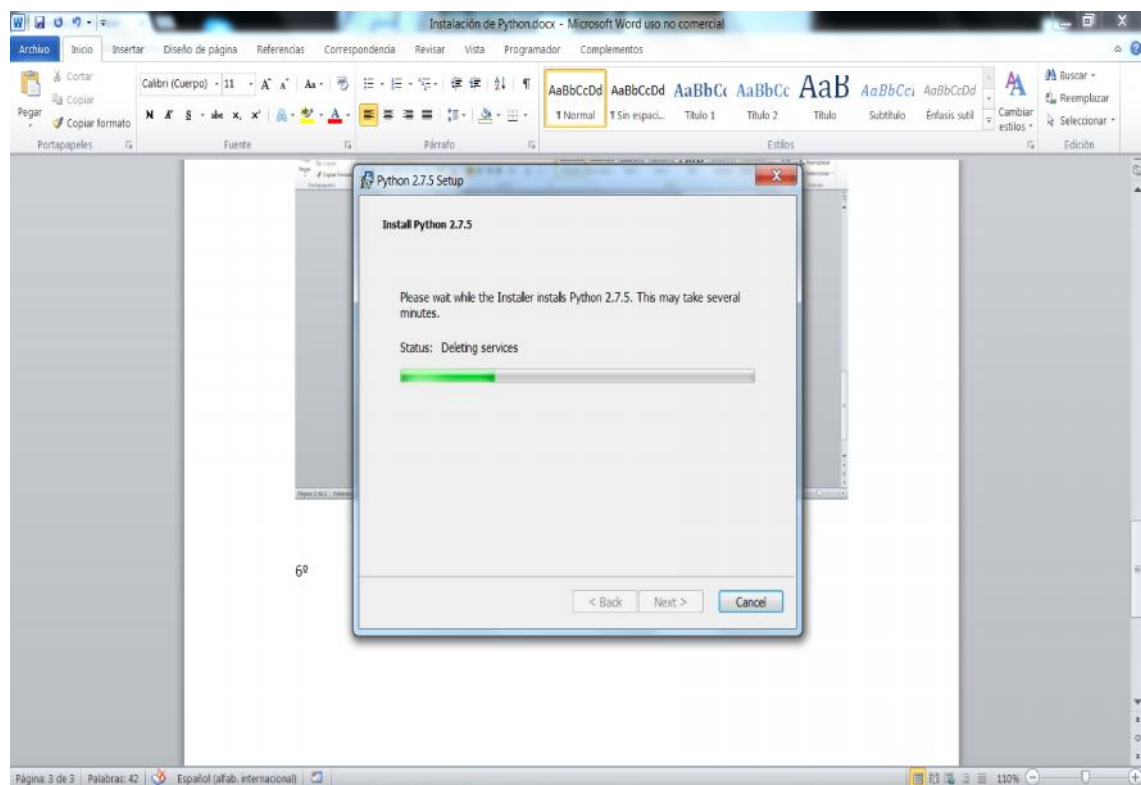 Instalación de Python.docx - Microsoft Word uso no comercial
Archivo Inicio Insertar Diseño de página Referencias Correspondencia Revisar Vista Programador Complementos
Pegar
Cortar
Copiar
Copiar formato
Portapapeles
Calibri (Cuerpo) 11
N K S abc x, x²
Fuente
Párrafo
AaBbCcDd AaBbCcDd AaBbCc AaBbCc AaB AaBbCc. AaBbCcDd
¶ Normal ¶ Sin espaci... Título 1 Título 2 Título Subtítulo Énfasis sutil
Cambiar estilos
Estilos
Buscar
Reemplazar
Seleccionar
Edición
Python 2.7.5 Setup
Install Python 2.7.5
Please wait while the Installer installs Python 2.7.5. This may take several
minutes.
Status: Deleting services
< Back Next > Cancel
6º
Página: 3 de 3 Palabras: 42 Español (alfab. internacional) 110%